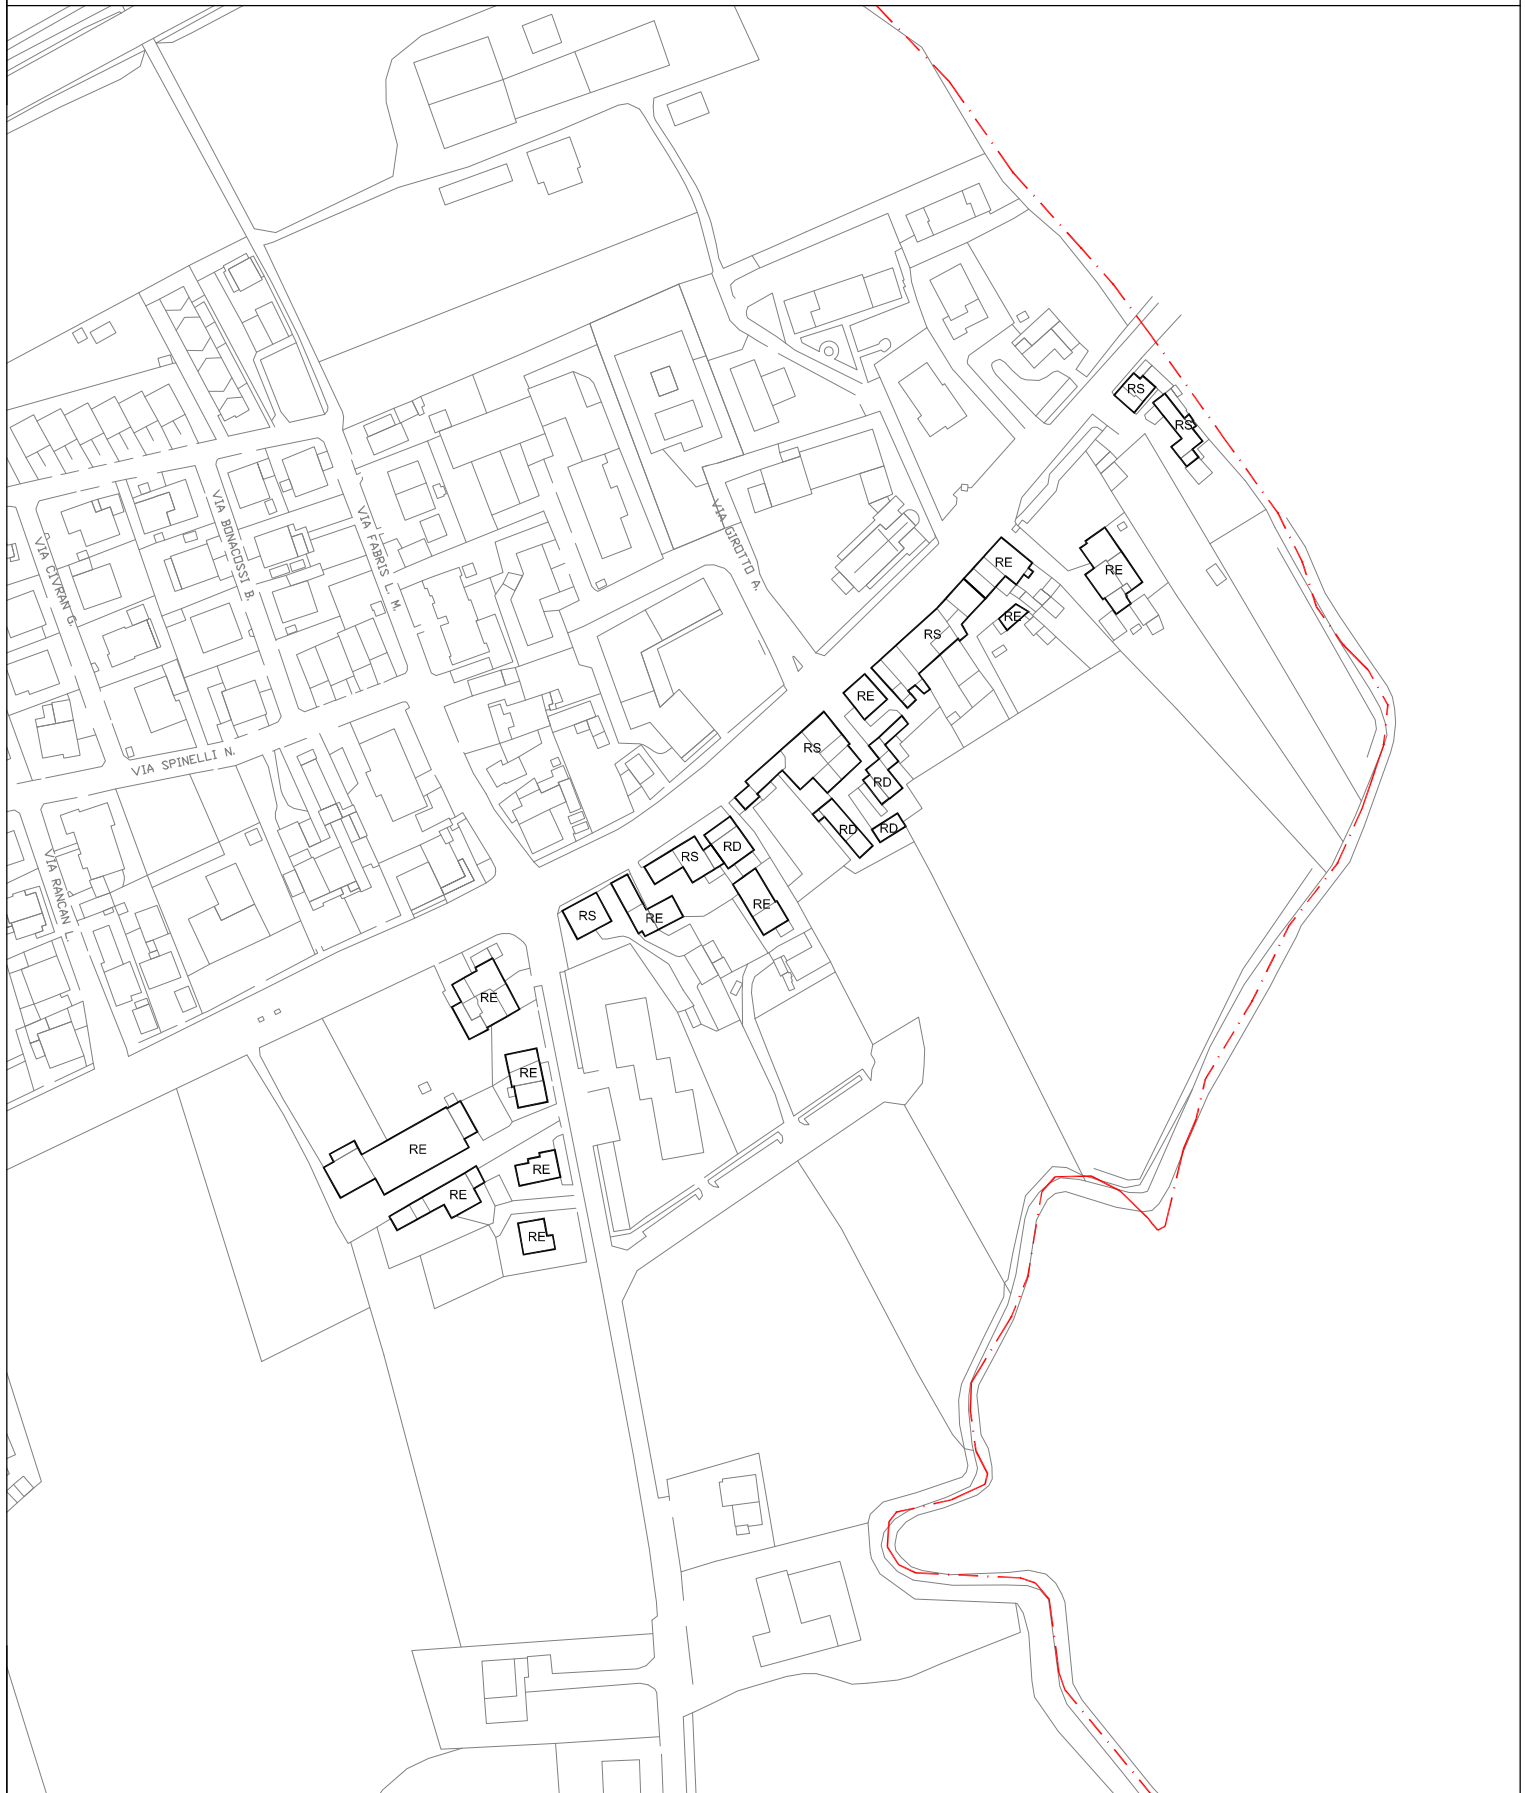 RS
RS
VIA BONACOSSI B.
VIA FABRIS L. M.
VIA GIROTTO A.
VIA CIVRAN G.
RE
RE
RE
RS
RE
RS
VIA SPINELLI N.
RD
RD
RD
RD
RS
VIA RANCAN
RE
RS
RE
RE
RE
RE
RE
RE
RE